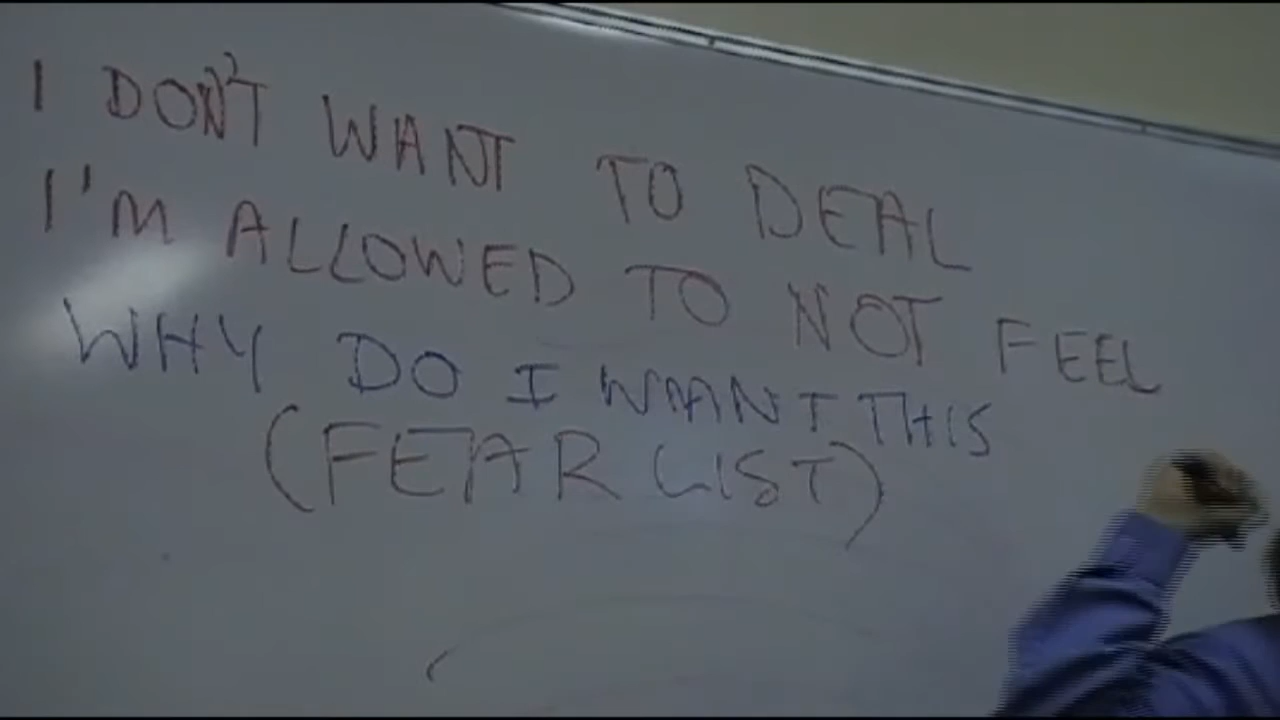 I DON'T WANT TO DEAL
I'M ALLOWED TO NOT FEEL
WHY DO I WANT THIS
(FEAR LIST)